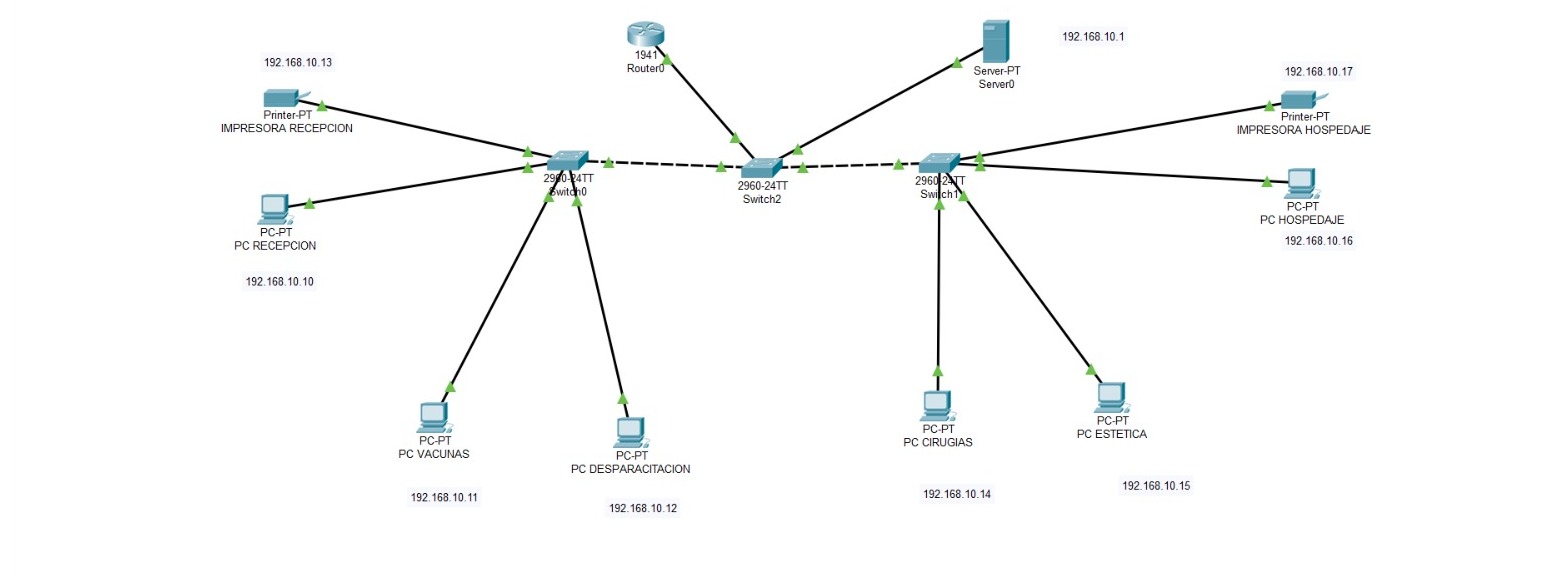 192.168.10.13
Printer-PT
IMPRESORA RECEPCION
1941
Router0
Server-PT
Server0
192.168.10.1
192.168.10.17
Printer-PT
IMPRESORA HOSPEDAJE
2960-24TT
Switch0
2960-24TT
Switch2
2960-24TT
Switch1
PC-PT
PC RECEPCION
192.168.10.10
PC-PT
PC HOSPEDAJE
192.168.10.16
PC-PT
PC VACUNAS
192.168.10.11
PC-PT
PC DESPARACITACION
192.168.10.12
PC-PT
PC CIRUGIAS
192.168.10.14
PC-PT
PC ESTETICA
192.168.10.15